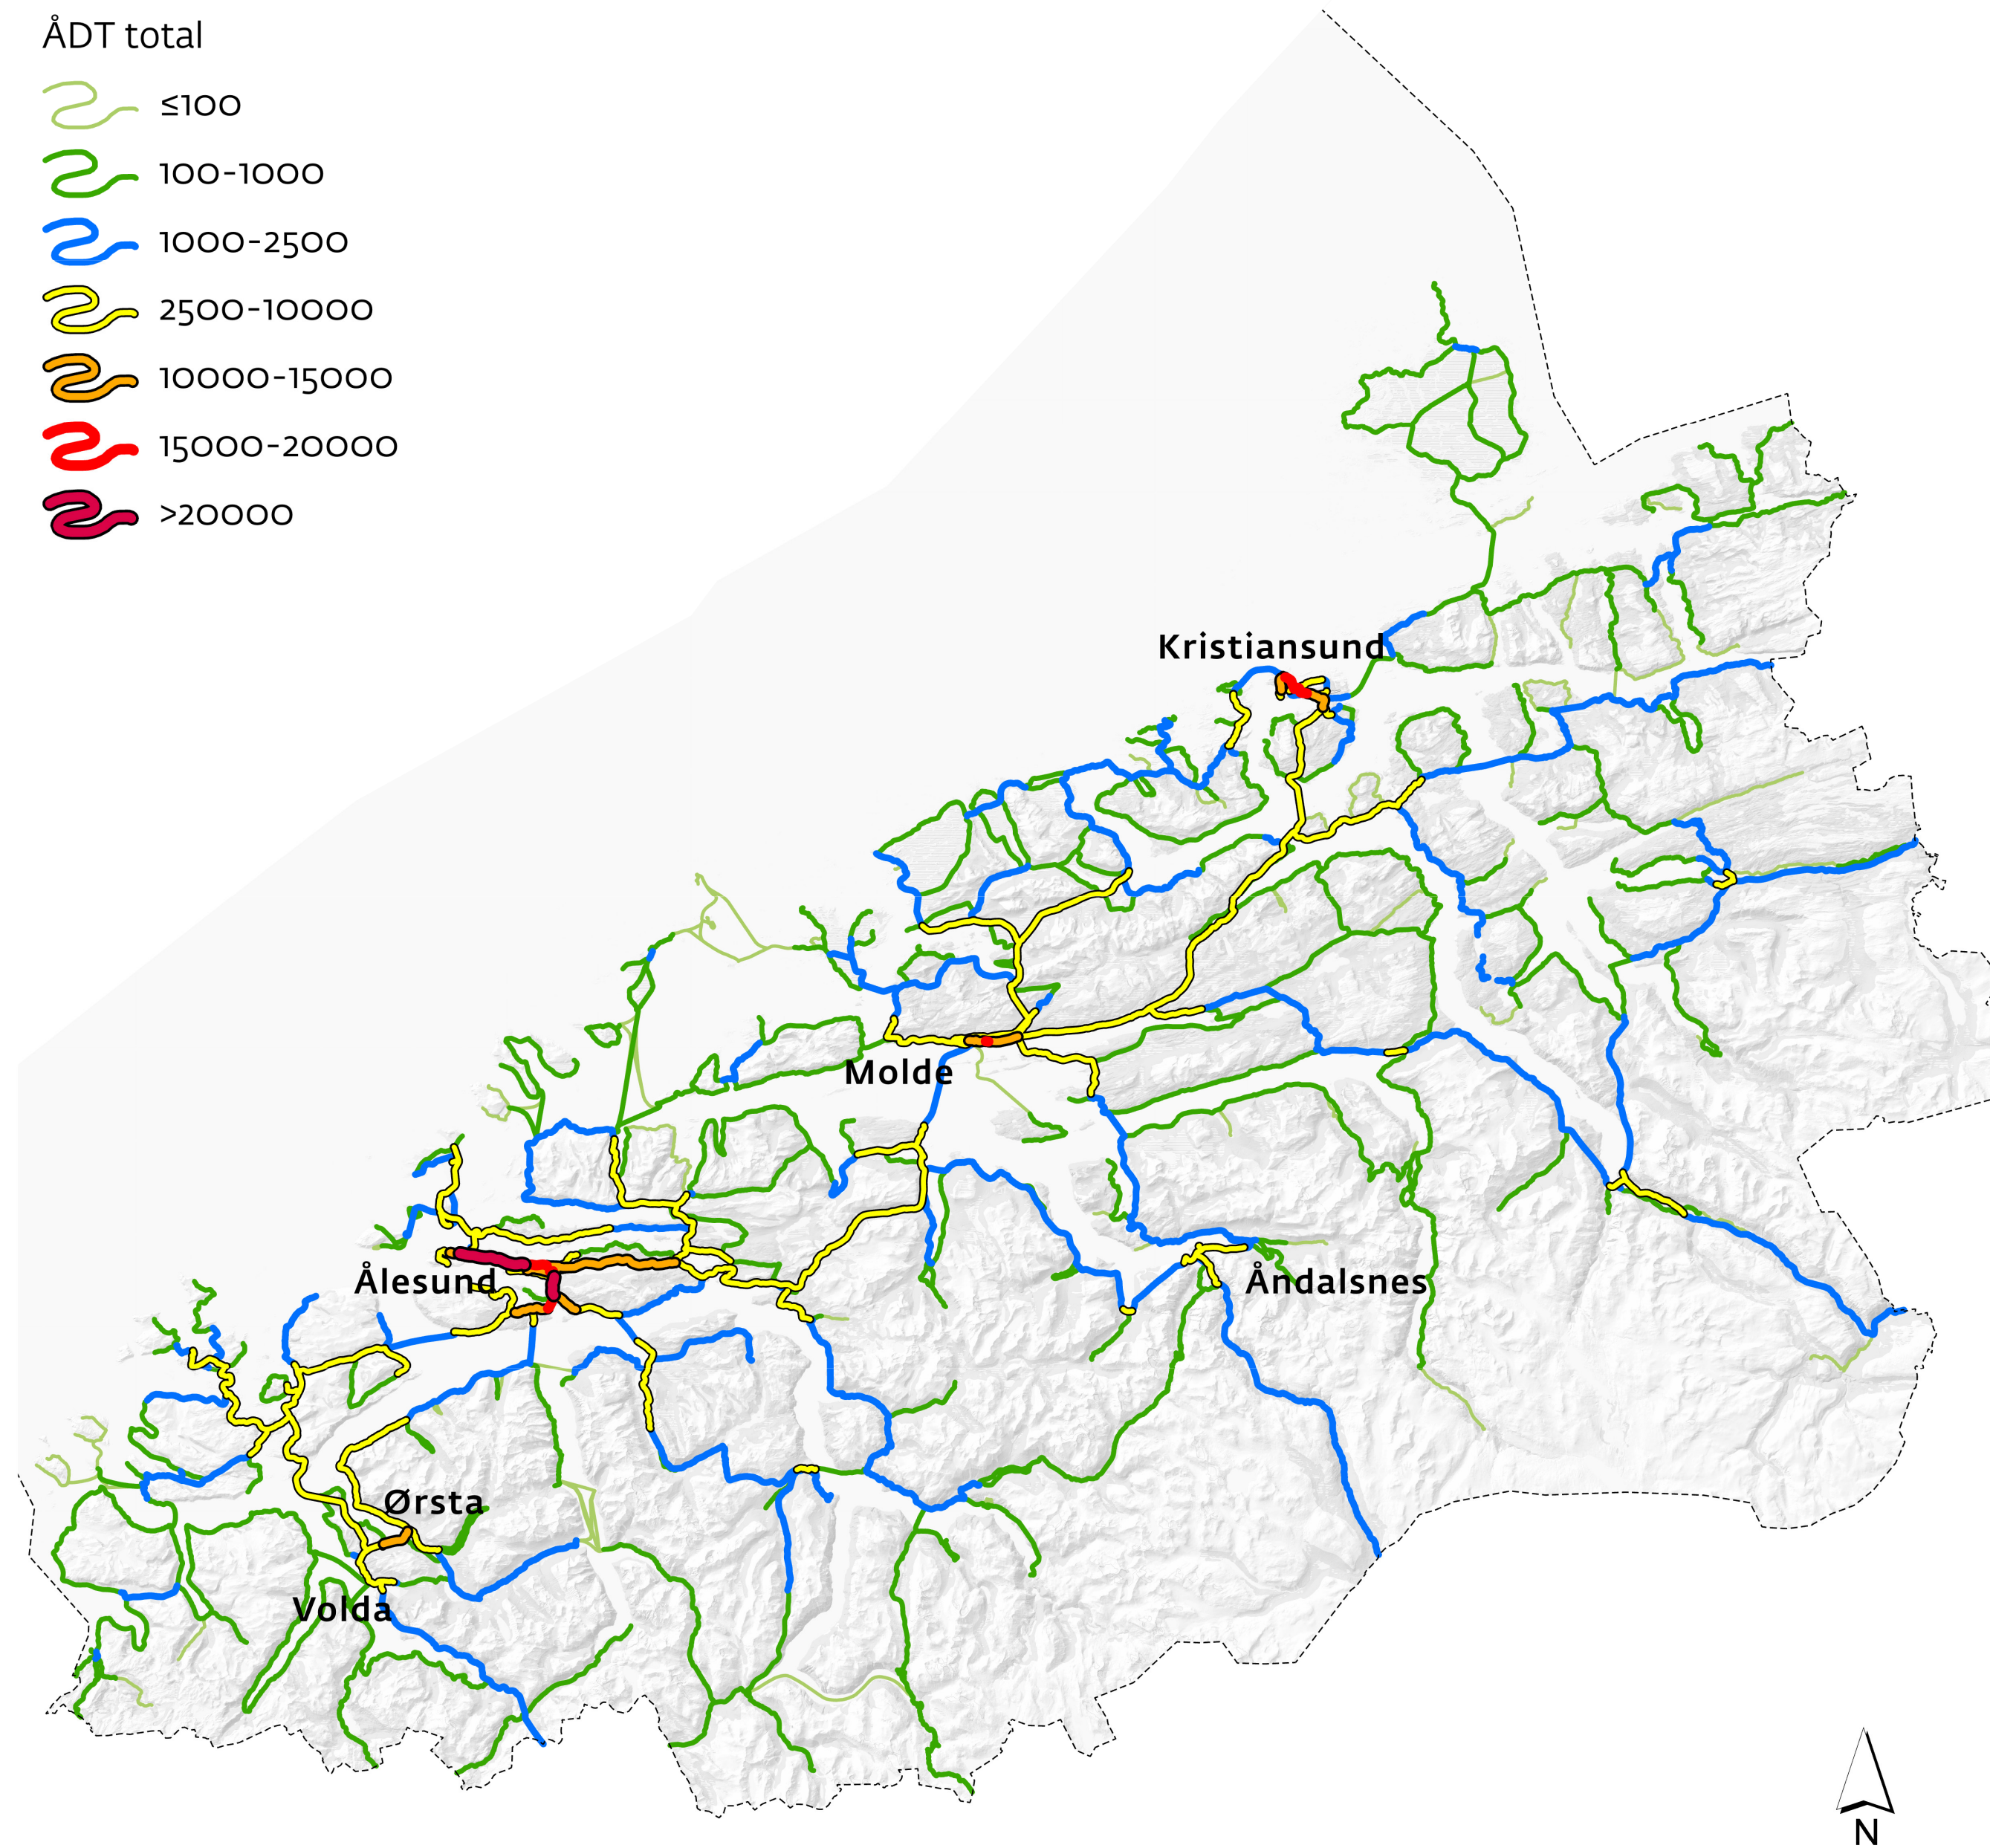 ÅDT total
≤100
100-1000
1000-2500
2500-10000
10000-15000
15000-20000
>20000
Kristiansund
Molde
Ålesund
Åndalsnes
Ørsta
Volda
N